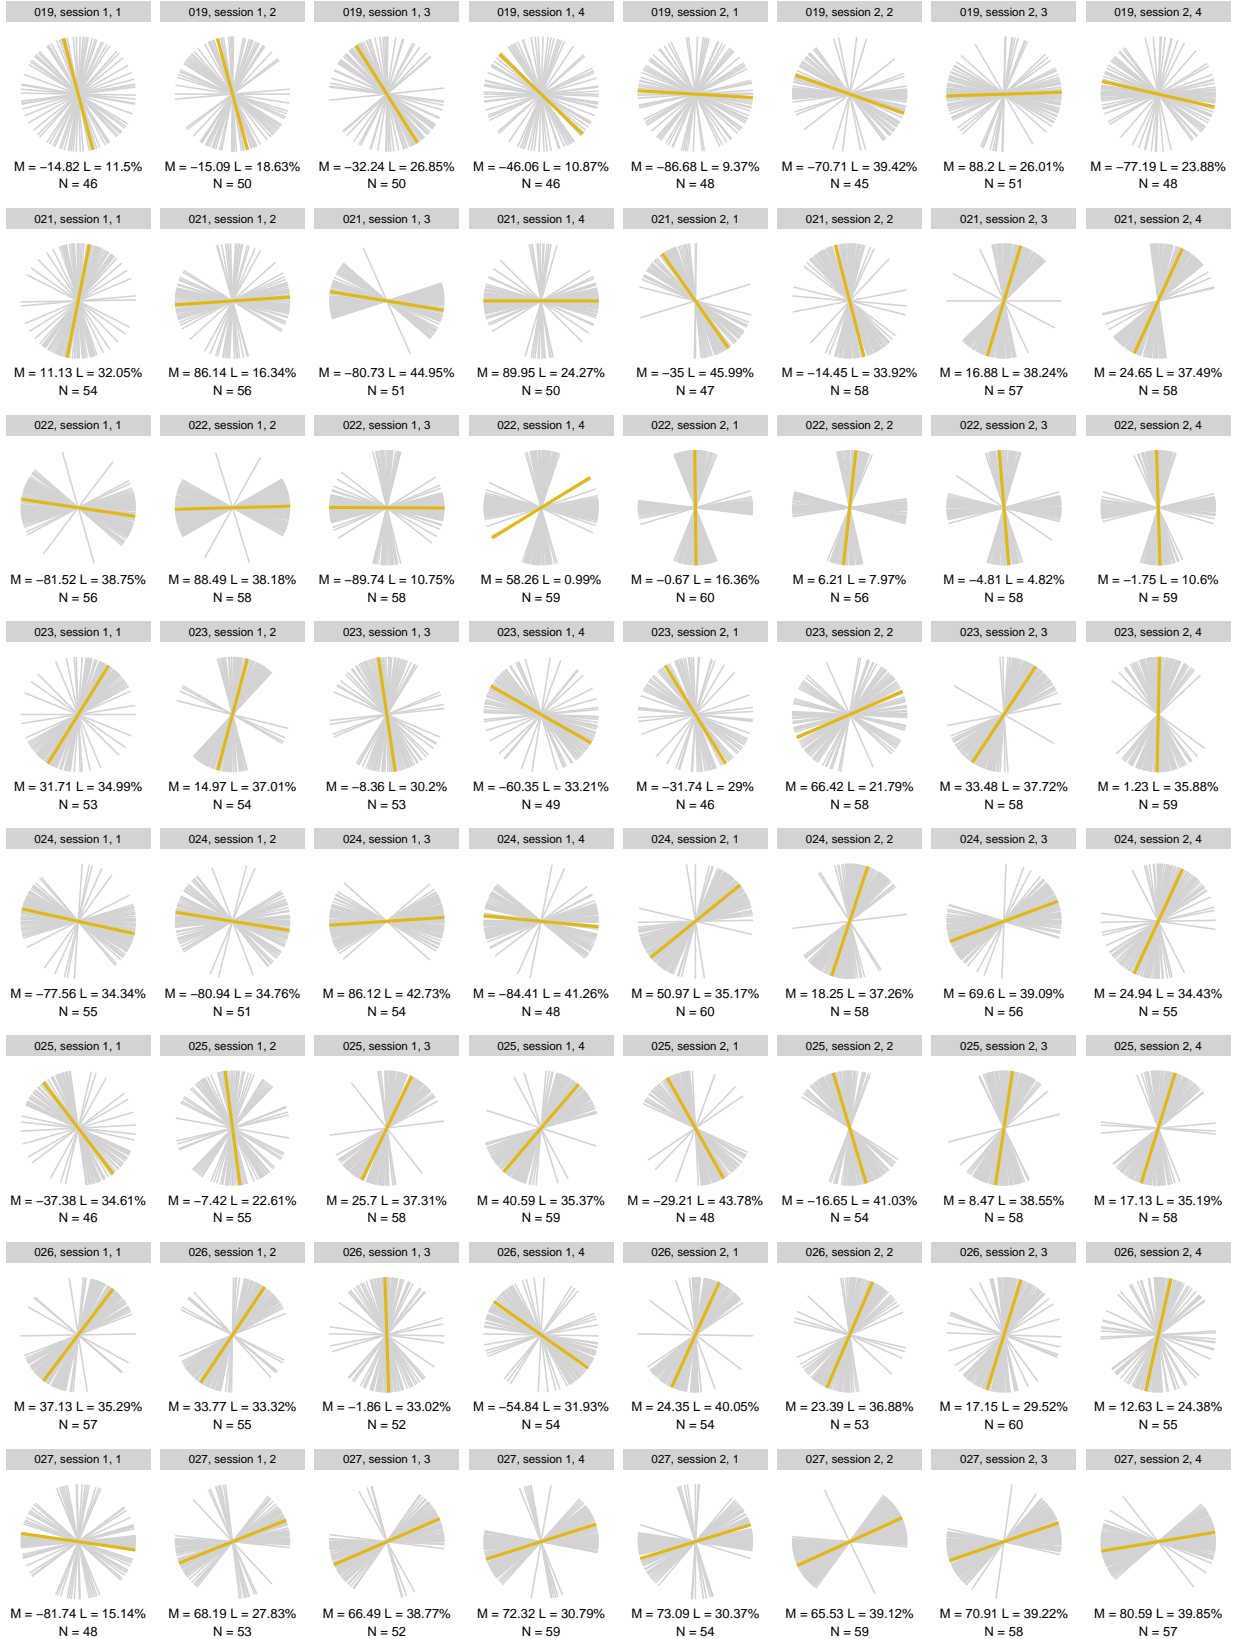 019, session 1, 1 019, session 1, 2 019, session 1, 3 019, session 1, 4 019, session 2, 1 019, session 2, 2 019, session 2, 3 019, session 2, 4
M = −14.82 L = 11.5% M = −15.09 L = 18.63% M = −32.24 L = 26.85% M = −46.06 L = 10.87% M = −86.68 L = 9.37% M = −70.71 L = 39.42% M = 88.2 L = 26.01% M = −77.19 L = 23.88%
N = 46 N = 50 N = 50 N = 46 N = 48 N = 45 N = 51 N = 48
021, session 1, 1 021, session 1, 2 021, session 1, 3 021, session 1, 4 021, session 2, 1 021, session 2, 2 021, session 2, 3 021, session 2, 4
M = 11.13 L = 32.05% M = 86.14 L = 16.34% M = −80.73 L = 44.95% M = 89.95 L = 24.27% M = −35 L = 45.99% M = −14.45 L = 33.92% M = 16.88 L = 38.24% M = 24.65 L = 37.49%
N = 54 N = 56 N = 51 N = 50 N = 47 N = 58 N = 57 N = 58
022, session 1, 1 022, session 1, 2 022, session 1, 3 022, session 1, 4 022, session 2, 1 022, session 2, 2 022, session 2, 3 022, session 2, 4
M = −81.52 L = 38.75% M = 88.49 L = 38.18% M = −89.74 L = 10.75% M = 58.26 L = 0.99% M = −0.67 L = 16.36% M = 6.21 L = 7.97% M = −4.81 L = 4.82% M = −1.75 L = 10.6%
N = 56 N = 58 N = 58 N = 59 N = 60 N = 56 N = 58 N = 59
023, session 1, 1 023, session 1, 2 023, session 1, 3 023, session 1, 4 023, session 2, 1 023, session 2, 2 023, session 2, 3 023, session 2, 4
M = 31.71 L = 34.99% M = 14.97 L = 37.01% M = −8.36 L = 30.2% M = −60.35 L = 33.21% M = −31.74 L = 29% M = 66.42 L = 21.79% M = 33.48 L = 37.72% M = 1.23 L = 35.88%
N = 53 N = 54 N = 53 N = 49 N = 46 N = 58 N = 58 N = 59
024, session 1, 1 024, session 1, 2 024, session 1, 3 024, session 1, 4 024, session 2, 1 024, session 2, 2 024, session 2, 3 024, session 2, 4
M = −77.56 L = 34.34% M = −80.94 L = 34.76% M = 86.12 L = 42.73% M = −84.41 L = 41.26% M = 50.97 L = 35.17% M = 18.25 L = 37.26% M = 69.6 L = 39.09% M = 24.94 L = 34.43%
N = 55 N = 51 N = 54 N = 48 N = 60 N = 58 N = 56 N = 55
025, session 1, 1 025, session 1, 2 025, session 1, 3 025, session 1, 4 025, session 2, 1 025, session 2, 2 025, session 2, 3 025, session 2, 4
M = −37.38 L = 34.61% M = −7.42 L = 22.61% M = 25.7 L = 37.31% M = 40.59 L = 35.37% M = −29.21 L = 43.78% M = −16.65 L = 41.03% M = 8.47 L = 38.55% M = 17.13 L = 35.19%
N = 46 N = 55 N = 58 N = 59 N = 48 N = 54 N = 58 N = 58
026, session 1, 1 026, session 1, 2 026, session 1, 3 026, session 1, 4 026, session 2, 1 026, session 2, 2 026, session 2, 3 026, session 2, 4
M = 37.13 L = 35.29% M = 33.77 L = 33.32% M = −1.86 L = 33.02% M = −54.84 L = 31.93% M = 24.35 L = 40.05% M = 23.39 L = 36.88% M = 17.15 L = 29.52% M = 12.63 L = 24.38%
N = 57 N = 55 N = 52 N = 54 N = 54 N = 53 N = 60 N = 55
027, session 1, 1 027, session 1, 2 027, session 1, 3 027, session 1, 4 027, session 2, 1 027, session 2, 2 027, session 2, 3 027, session 2, 4
M = −81.74 L = 15.14% M = 68.19 L = 27.83% M = 66.49 L = 38.77% M = 72.32 L = 30.79% M = 73.09 L = 30.37% M = 65.53 L = 39.12% M = 70.91 L = 39.22% M = 80.59 L = 39.85%
N = 48 N = 53 N = 52 N = 59 N = 54 N = 59 N = 58 N = 57